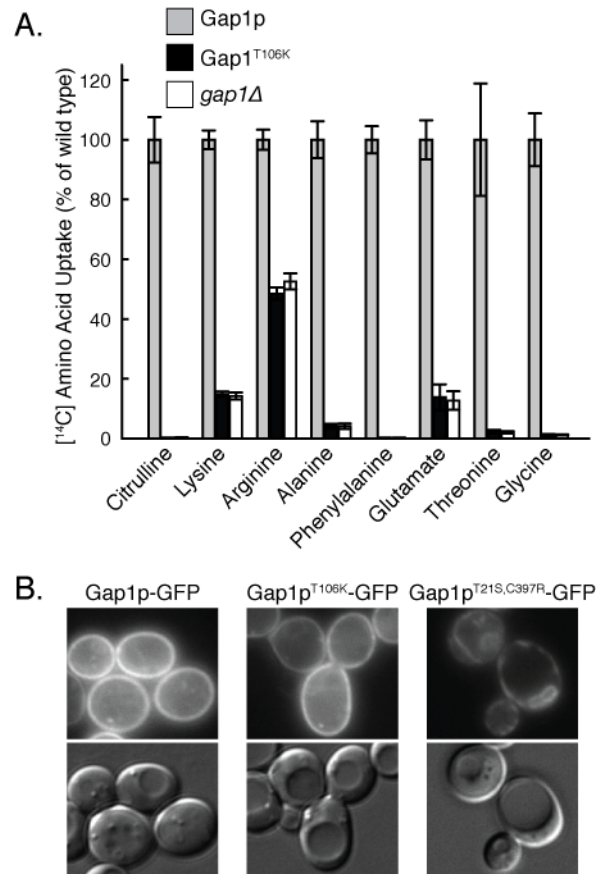 A.
Gap1p
Gap1ᵀ¹⁰⁶ᴷ
gap1Δ
[¹⁴C] Amino Acid Uptake (% of wild type)
120
100
80
60
40
20
0
Citrulline
Lysine
Arginine
Alanine
Phenylalanine
Glutamate
Threonine
Glycine
B.
Gap1p-GFP
Gap1pᵀ¹⁰⁶ᴷ-GFP
Gap1pᵀ²¹ˢ,ᶜ³⁹⁷ᴿ-GFP